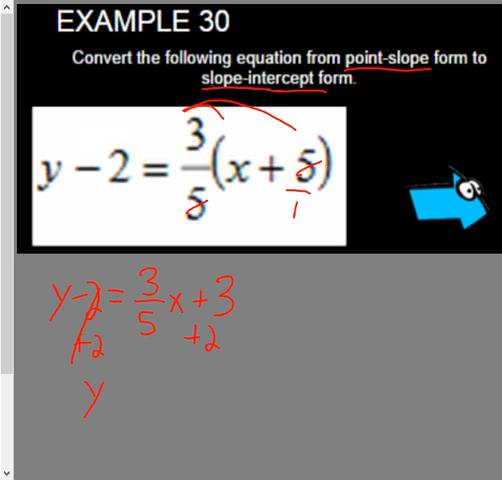 EXAMPLE 30
Convert the following equation from point-slope form to
slope-intercept form.
y − 2 = 3/5 (x + 5)
1
y-2 = 3/5 x + 3
+2 +2
y